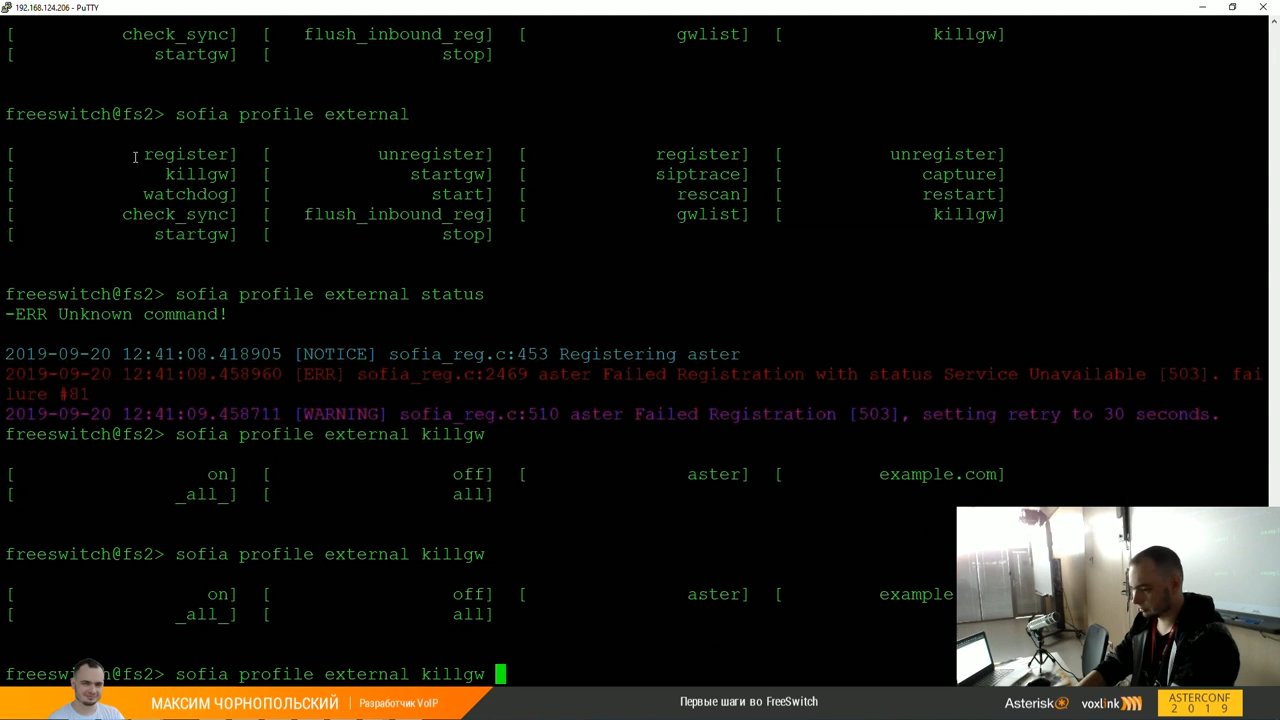 192.168.124.206 - PuTTY
[ check_sync] [ flush_inbound_reg] [ gwlist] [ killgw]
[ startgw] [ stop]
freeswitch@fs2> sofia profile external
[ register] [ unregister] [ register] [ unregister]
[ killgw] [ startgw] [ siptrace] [ capture]
[ watchdog] [ start] [ rescan] [ restart]
[ check_sync] [ flush_inbound_reg] [ gwlist] [ killgw]
[ startgw] [ stop]
freeswitch@fs2> sofia profile external status
-ERR Unknown command!
2019-09-20 12:41:08.418905 [NOTICE] sofia_reg.c:453 Registering aster
2019-09-20 12:41:08.458960 [ERR] sofia_reg.c:2469 aster Failed Registration with status Service Unavailable [503]. fai
lure #81
2019-09-20 12:41:09.458711 [WARNING] sofia_reg.c:510 aster Failed Registration [503], setting retry to 30 seconds.
freeswitch@fs2> sofia profile external killgw
[ on] [ off] [ aster] [ example.com]
[ _all_] [ all]
freeswitch@fs2> sofia profile external killgw
[ on] [ off] [ aster] [ example
[ _all_] [ all]
freeswitch@fs2> sofia profile external killgw
МАКСИМ ЧОРНОПОЛЬСКИЙ Разработчик VoIP Первые шаги во FreeSwitch Asterisk voxlink ASTERCONF
2019